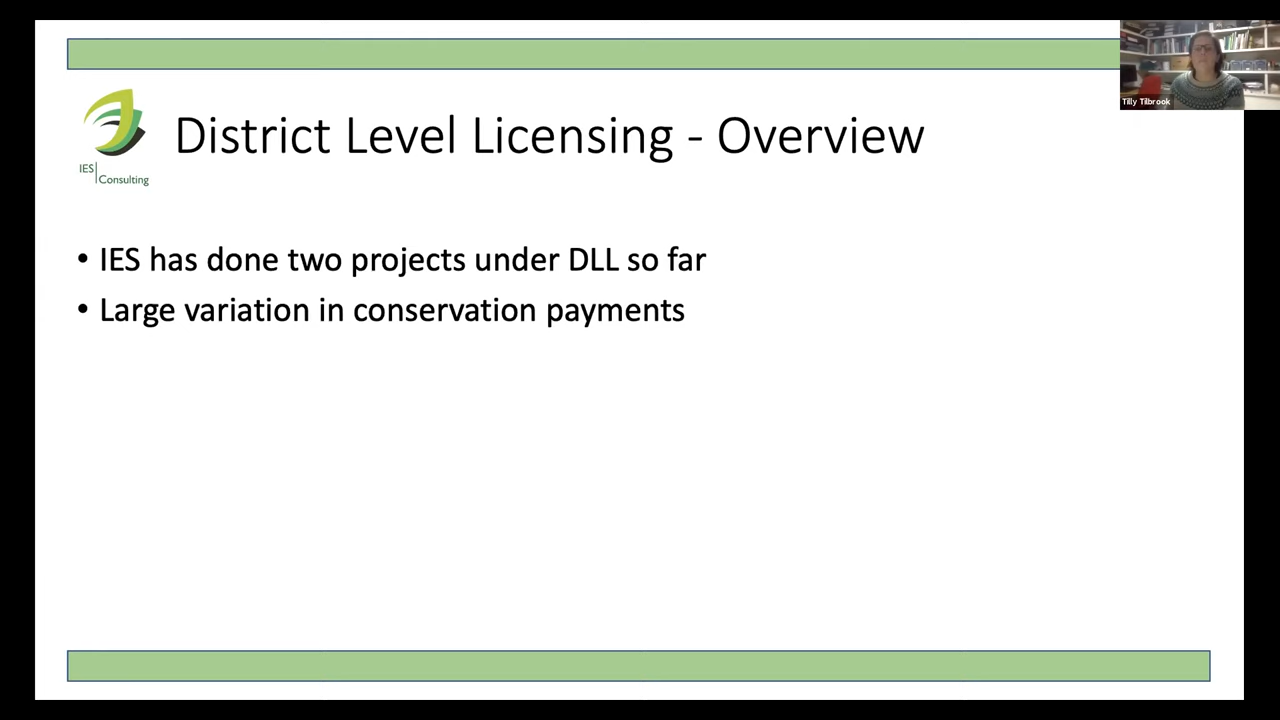 Tilly Tilbrook
District Level Licensing - Overview
IES
Consulting
• IES has done two projects under DLL so far
• Large variation in conservation payments